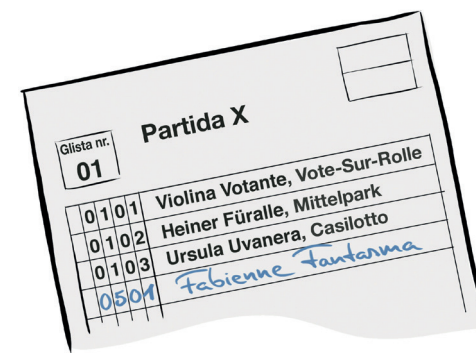 Partida X
Glista nr.
01
0101 Violina Votante, Vote-Sur-Rolle
0102 Heiner Füralle, Mittelpark
0103 Ursula Uvanera, Casilotto
0501 Fabienne Fantasma